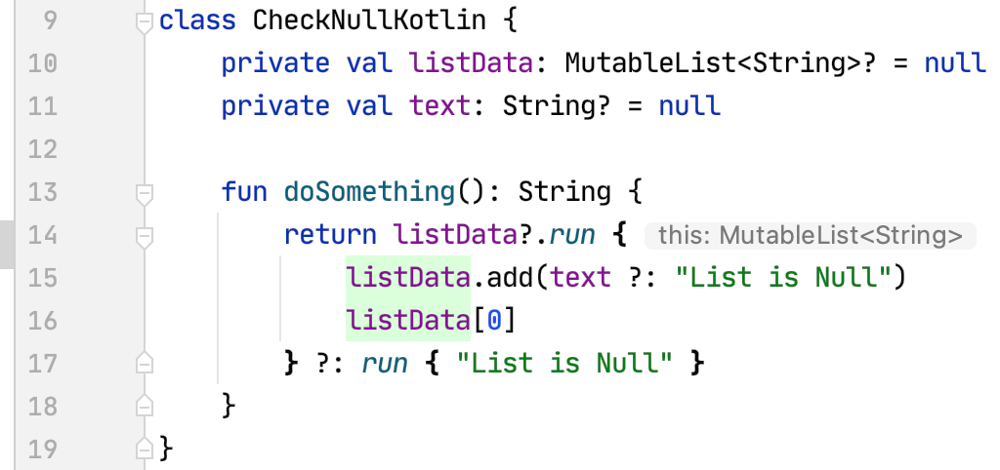 9 class CheckNullKotlin {
10 private val listData: MutableList<String>? = null
11 private val text: String? = null
12
13 fun doSomething(): String {
14 return listData?.run { this: MutableList<String>
15 listData.add(text ?: "List is Null")
16 listData[0]
17 } ?: run { "List is Null" }
18 }
19 }